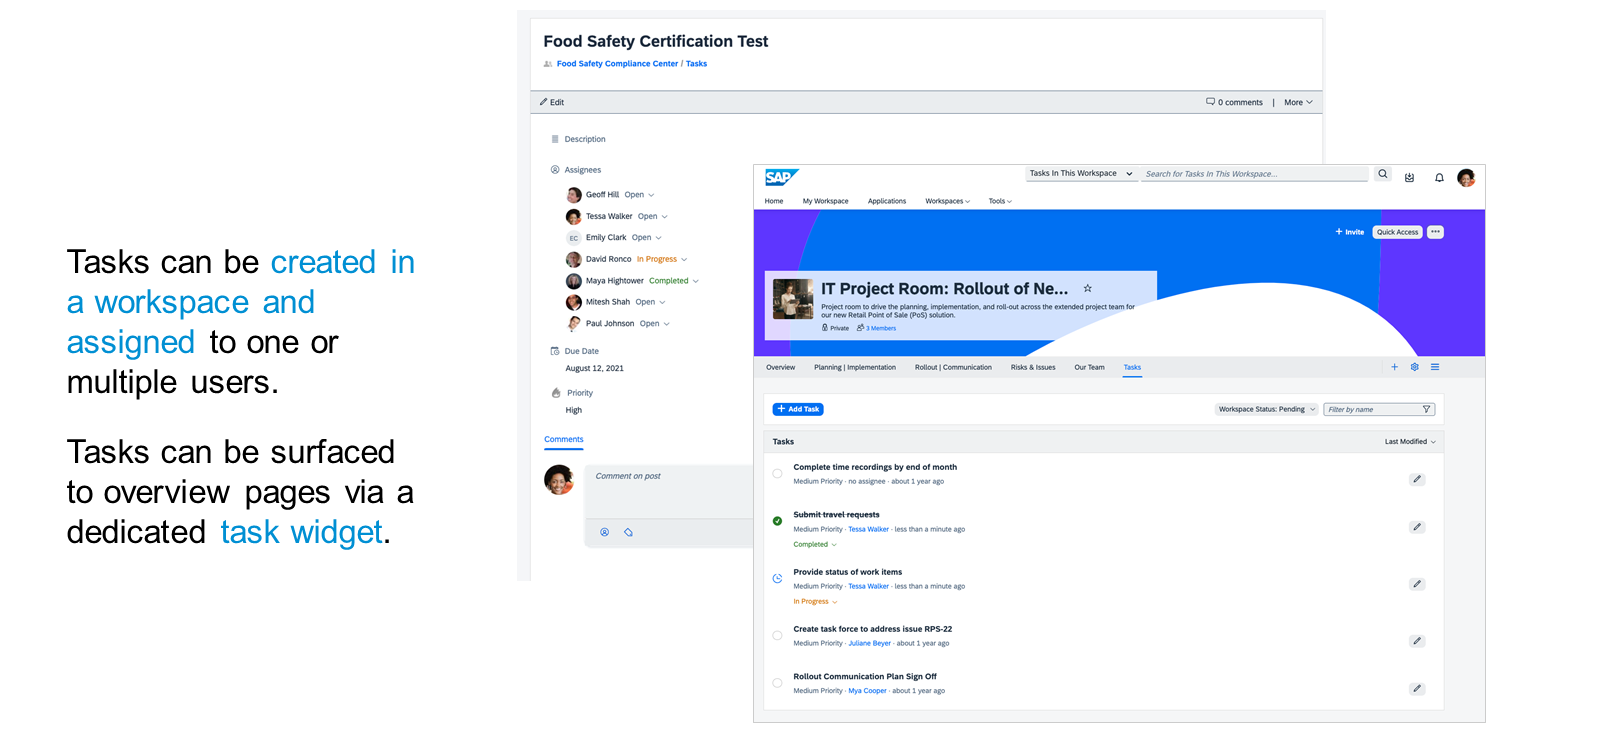 Tasks can be created in
a workspace and
assigned to one or
multiple users.
Tasks can be surfaced
to overview pages via a
dedicated task widget.
Food Safety Certification Test
Food Safety Compliance Center / Tasks
Edit
0 comments | More
Description
Assignees
Geoff Hill Open
Tessa Walker Open
EC Emily Clark Open
David Ronco In Progress
Maya Hightower Completed
Mitesh Shah Open
Paul Johnson Open
Due Date
August 12, 2021
Priority
High
Comments
Comment on post
SAP
Tasks In This Workspace
Search for Tasks In This Workspace...
Home My Workspace Applications Workspaces Tools
+ Invite Quick Access
IT Project Room: Rollout of Ne...
Project room to drive the planning, implementation, and roll-out across the extended project team for
our new Retail Point of Sale (PoS) solution.
Private 3 Members
Overview Planning | Implementation Rollout | Communication Risks & Issues Our Team Tasks
+ Add Task
Workspace Status: Pending
Filter by name
Tasks
Last Modified
Complete time recordings by end of month
Medium Priority · no assignee · about 1 year ago
Submit travel requests
Medium Priority · Tessa Walker · less than a minute ago
Completed
Provide status of work items
Medium Priority · Tessa Walker · less than a minute ago
In Progress
Create task force to address issue RPS-22
Medium Priority · Juliane Beyer · about 1 year ago
Rollout Communication Plan Sign Off
Medium Priority · Mya Cooper · about 1 year ago